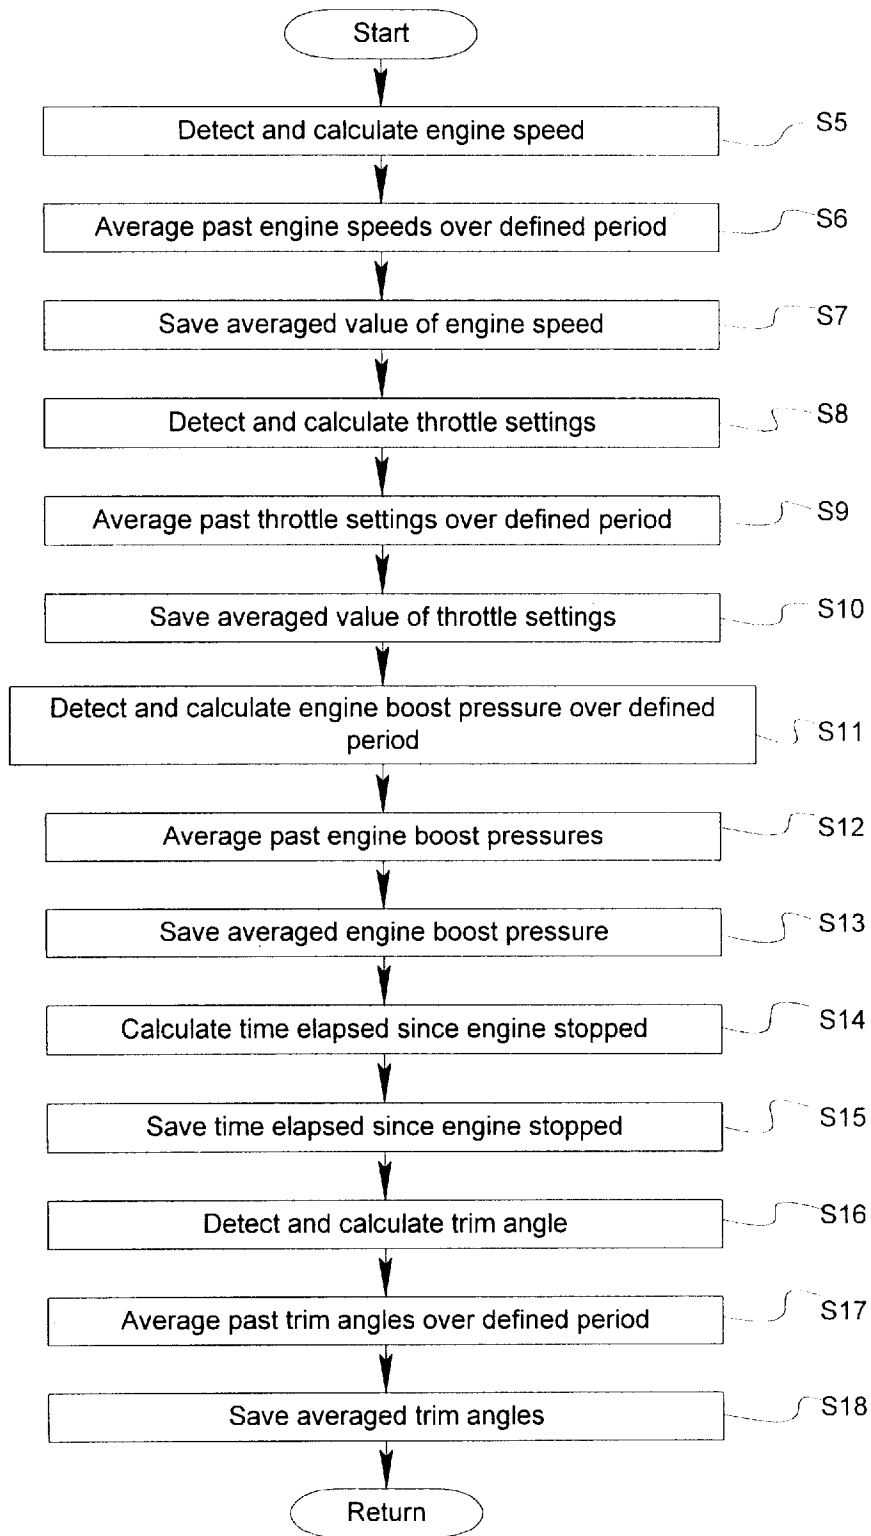 Start
Detect and calculate engine speed
S5
Average past engine speeds over defined period
S6
Save averaged value of engine speed
S7
Detect and calculate throttle settings
S8
Average past throttle settings over defined period
S9
Save averaged value of throttle settings
S10
Detect and calculate engine boost pressure over defined
period
S11
Average past engine boost pressures
S12
Save averaged engine boost pressure
S13
Calculate time elapsed since engine stopped
S14
Save time elapsed since engine stopped
S15
Detect and calculate trim angle
S16
Average past trim angles over defined period
S17
Save averaged trim angles
S18
Return